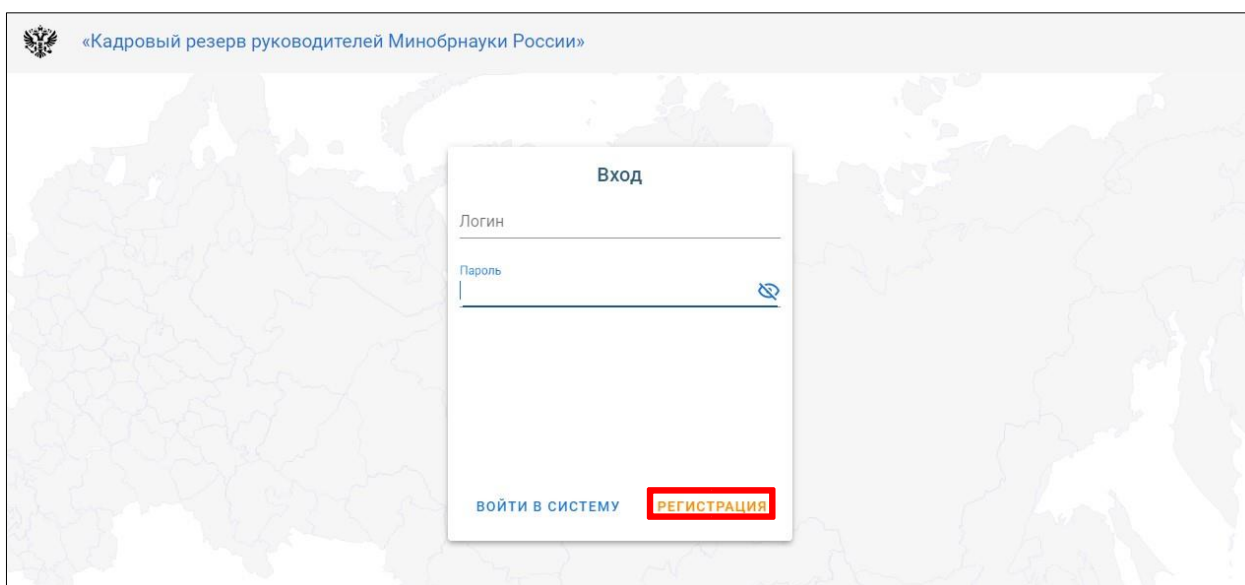 «Кадровый резерв руководителей Минобрнауки России»
Вход
Логин
Пароль
ВОЙТИ В СИСТЕМУ РЕГИСТРАЦИЯ